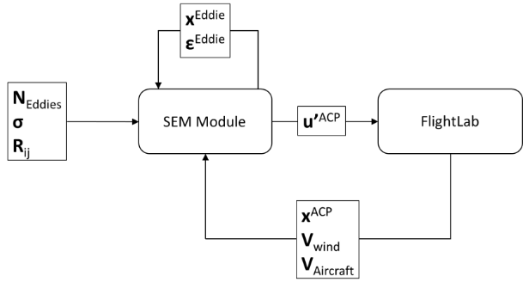 x^Eddie
ε^Eddie
N_Eddies
σ
R_ij
SEM Module
u'^ACP
FlightLab
x^ACP
V_wind
V_Aircraft